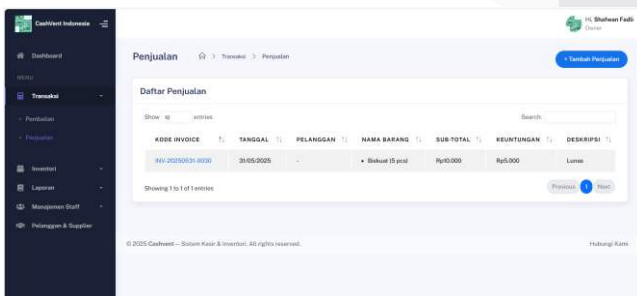 CashVent Indonesia
Hi, Shahwan Fadli
Owner
Dashboard
MENU
Transaksi
Pembelian
Penjualan
Inventori
Laporan
Manajemen Staff
Pelanggan & Supplier
Penjualan
Transaksi > Penjualan
+ Tambah Penjualan
Daftar Penjualan
Show 10 entries
Search:
KODE INVOICE TANGGAL PELANGGAN NAMA BARANG SUB-TOTAL KEUNTUNGAN DESKRIPSI
INV-20250531-0030 31/05/2025 - • Biskuat (5 pcs) Rp10.000 Rp5.000 Lunas
Showing 1 to 1 of 1 entries
Previous 1 Next
© 2025 Cashvent — Sistem Kasir & Inventori. All rights reserved.
Hubungi Kami